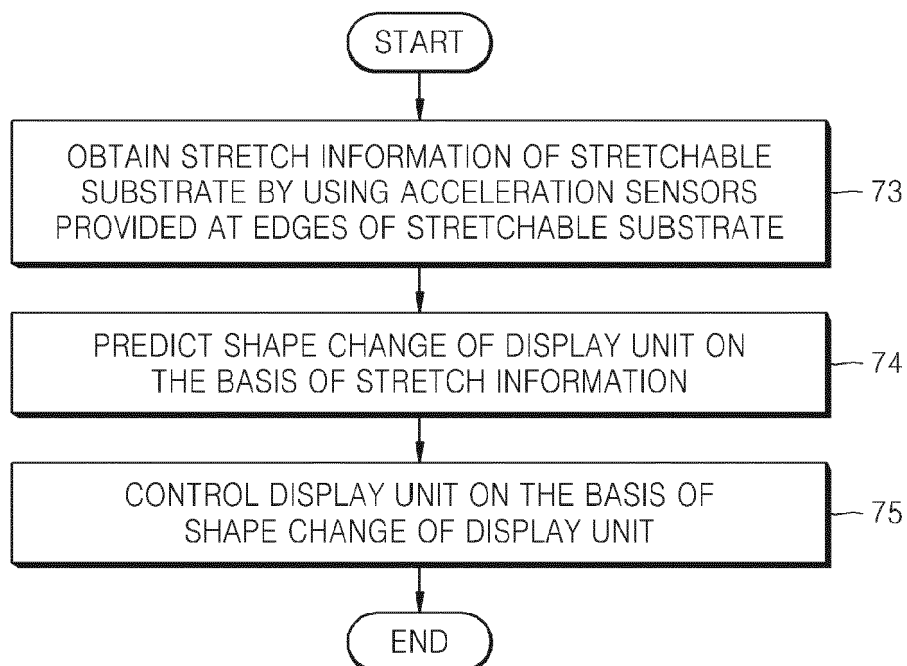 START
OBTAIN STRETCH INFORMATION OF STRETCHABLE
SUBSTRATE BY USING ACCELERATION SENSORS
PROVIDED AT EDGES OF STRETCHABLE SUBSTRATE
73
PREDICT SHAPE CHANGE OF DISPLAY UNIT ON
THE BASIS OF STRETCH INFORMATION
74
CONTROL DISPLAY UNIT ON THE BASIS OF
SHAPE CHANGE OF DISPLAY UNIT
75
END